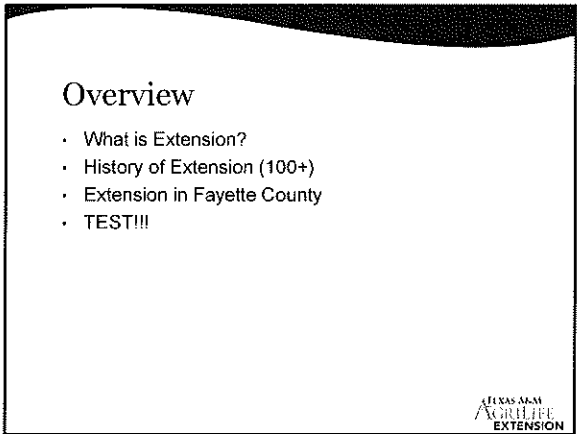 Overview
· What is Extension?
· History of Extension (100+)
· Extension in Fayette County
· TEST!!!
TEXAS A&M
AGRILIFE
EXTENSION